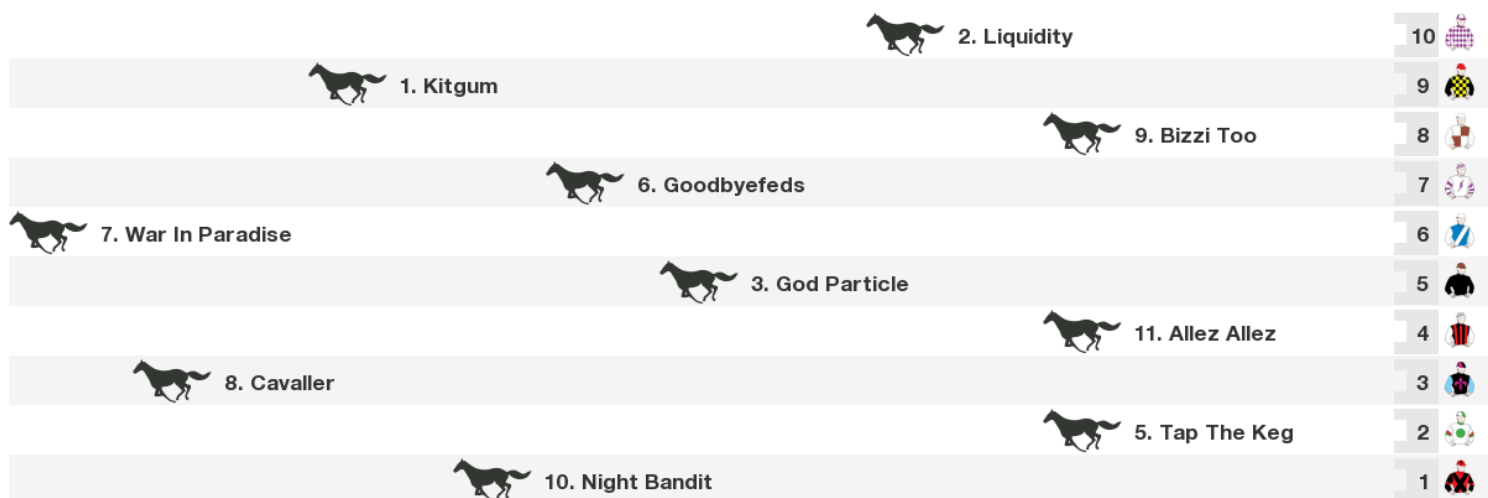 2. Liquidity 10
1. Kitgum 9
9. Bizzi Too 8
6. Goodbyefeds 7
7. War In Paradise 6
3. God Particle 5
11. Allez Allez 4
8. Cavaller 3
5. Tap The Keg 2
10. Night Bandit 1